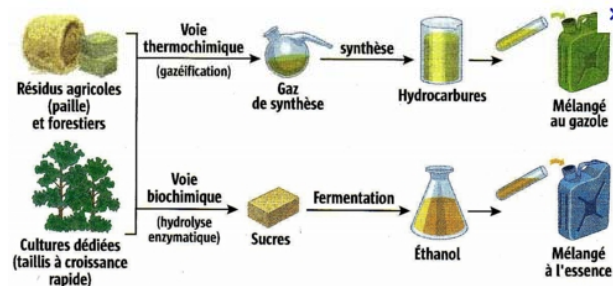 Voie
thermochimique
(gazéification)
synthèse
Résidus agricoles
(paille)
et forestiers
Gaz
de synthèse
Hydrocarbures
Mélangé
au gazole
Voie
biochimique
(hydrolyse
enzymatique)
Fermentation
Cultures dédiées
(taillis à croissance
rapide)
Sucres
Éthanol
Mélangé
à l'essence